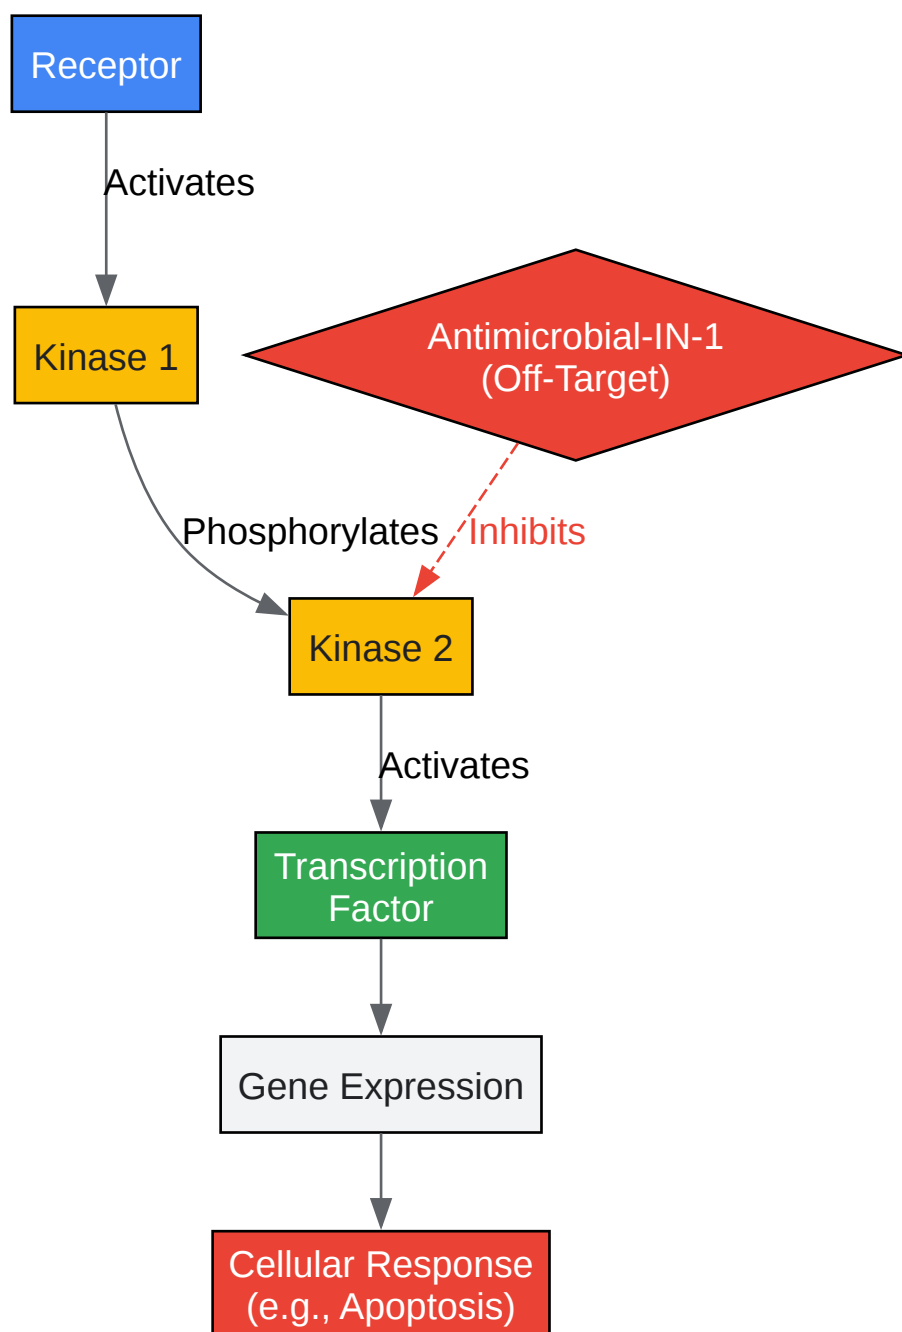 Receptor
Activates
Kinase 1
Antimicrobial-IN-1
(Off-Target)
Phosphorylates
Inhibits
Kinase 2
Activates
Transcription
Factor
Gene Expression
Cellular Response
(e.g., Apoptosis)